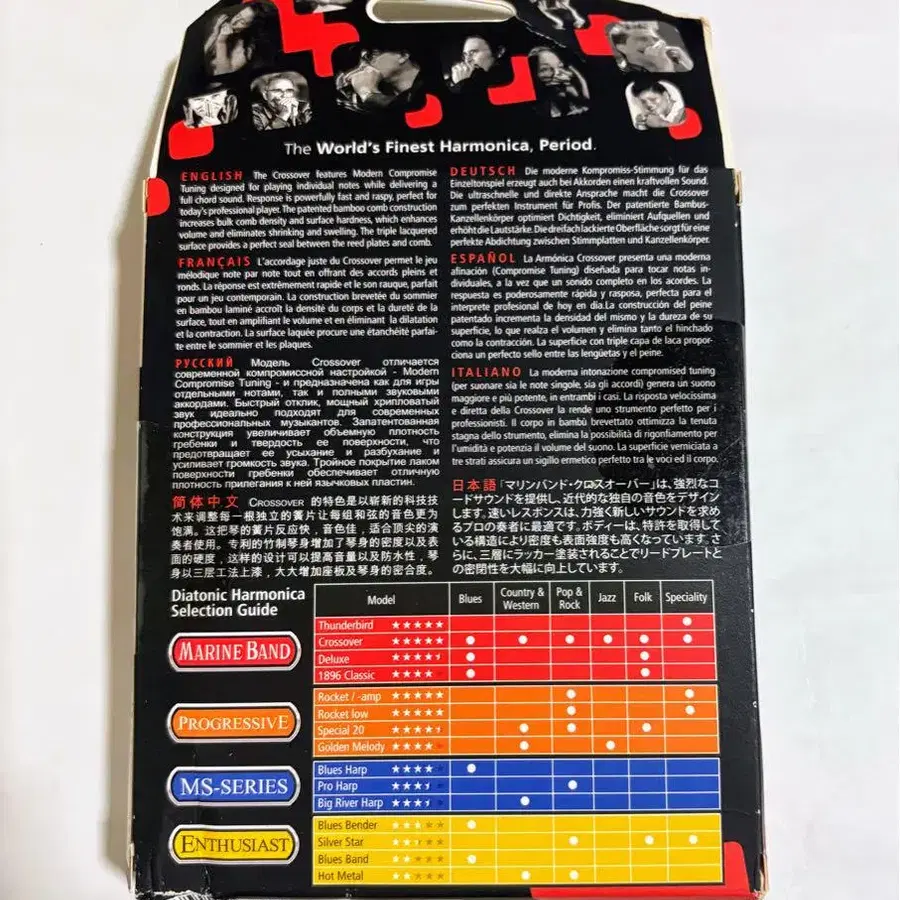 The World's Finest Harmonica, Period.
ENGLISH The Crossover features Modern Compromise
Tuning designed for playing individual notes while delivering a
full chord sound. Response is powerfully fast and raspy, perfect for
today's professional player. The patented bamboo comb construction
increases bulk comb density and surface hardness, which enhances
volume and eliminates shrinking and swelling. The triple lacquered
surface provides a perfect seal between the reed plates and comb.
FRANÇAIS L'accordage juste du Crossover permet le jeu
mélodique note par note tout en offrant des accords pleins et
ronds. La réponse est extrêmement rapide et le son rauque, parfait
pour un jeu contemporain. La construction brevetée du sommier
en bambou laminé accroît la densité du corps et la dureté de la
surface, tout en amplifiant le volume et en éliminant la dilatation
et la contraction. La surface laquée procure une étanchéité parfai-
te entre le sommier et les plaques.
РУССКИЙ Модель Crossover отличается
современной компромиссной настройкой - Modern
Compromise Tuning - и предназначена как для игры
отдельными нотами, так и полными звуковыми
аккордами. Быстрый отклик, мощный хрипловатый
звук идеально подходят для современных
профессиональных музыкантов. Запатентованная
конструкция увеличивает объемную плотность
гребенки и твердость ее поверхности, что
предотвращает ее усыхание и разбухание и
усиливает громкость звука. Тройное покрытие лаком
поверхности гребенки обеспечивает отличную
плотность прилегания к ней язычковых пластин.
简体中文 CROSSOVER 的特色是以崭新的科技技
术来调整每一根独立的簧片让每组和弦的音色更为
饱满。这把琴的簧片反应快，音色佳，适合顶尖的演
奏者使用。专利的竹制琴身增加了琴身的密度以及表
面的硬度，这样的设计可以提高音量以及防水性，琴
身以三层工法上漆，大大增加座板及琴身的密合度。
DEUTSCH Die moderne Kompromiss-Stimmung für das
Einzeltonspiel erzeugt auch bei Akkorden einen kraftvollen Sound.
Die ultraschnelle und direkte Ansprache macht die Crossover
zum perfekten Instrument für Profis. Der patentierte Bambus-
Kanzellenkörper optimiert Dichtigkeit, eliminiert Aufquellen und
erhöht die Lautstärke. Die dreifach lackierte Oberfläche sorgt für eine
perfekte Abdichtung zwischen Stimmplatten und Kanzellenkörper.
ESPAÑOL La Armónica Crossover presenta una moderna
afinación (Compromise Tuning) diseñada para tocar notas in-
dividuales, a la vez que un sonido completo en los acordes. La
respuesta es poderosamente rápida y rasposa, perfecta para el
interprete profesional de hoy en día.La construcción del peine
patentado incrementa la densidad del mismo y la dureza de su
superficie, lo que realza el volumen y elimina tanto el hinchado
como la contracción. La superficie con triple capa de laca propor-
ciona un perfecto sello entre las lengüetas y el peine.
ITALIANO La moderna intonazione compromised tuning
(per suonare sia le note single, sia gli accordi) genera un suono
maggiore e più potente, in entrambi i casi. La risposta velocissima
e diretta della Crossover la rende uno strumento perfetto per i
professionisti. Il corpo in bambù brevettato ottimizza la tenuta
stagna dello strumento, elimina la possibilità di rigonfiamento per
l'umidità e potenzia il volume del suono. La superficie verniciata a
tre strati assicura un sigillo ermetico perfetto tra le voci ed il corpo.
日本語「マリンバンド・クロスオーバー」は、強烈なコ
ードサウンドを提供し、近代的な独自の音色をデザイン
します。速いレスポンスは、力強く新しいサウンドを求め
るプロの奏者に最適です。ボディーは、特許を取得して
いる構造により密度も表面強度も高くなっています。さ
らに、三層にラッカー塗装されることでリードプレートと
の密閉性を大幅に向上しています。
Diatonic Harmonica
Selection Guide
Model Blues Country & Western Pop & Rock Jazz Folk Speciality
MARINE BAND
Thunderbird ★★★★★
Crossover ★★★★★
Deluxe ★★★★⯨
1896 Classic ★★★★
PROGRESSIVE
Rocket / -amp ★★★★★
Rocket low ★★★★★
Special 20 ★★★★⯨
Golden Melody ★★★★
MS-SERIES
Blues Harp ★★★★
Pro Harp ★★★⯨
Big River Harp ★★★⯨
ENTHUSIAST
Blues Bender ★★⯨
Silver Star ★★⯨
Blues Band ★★
Hot Metal ★★